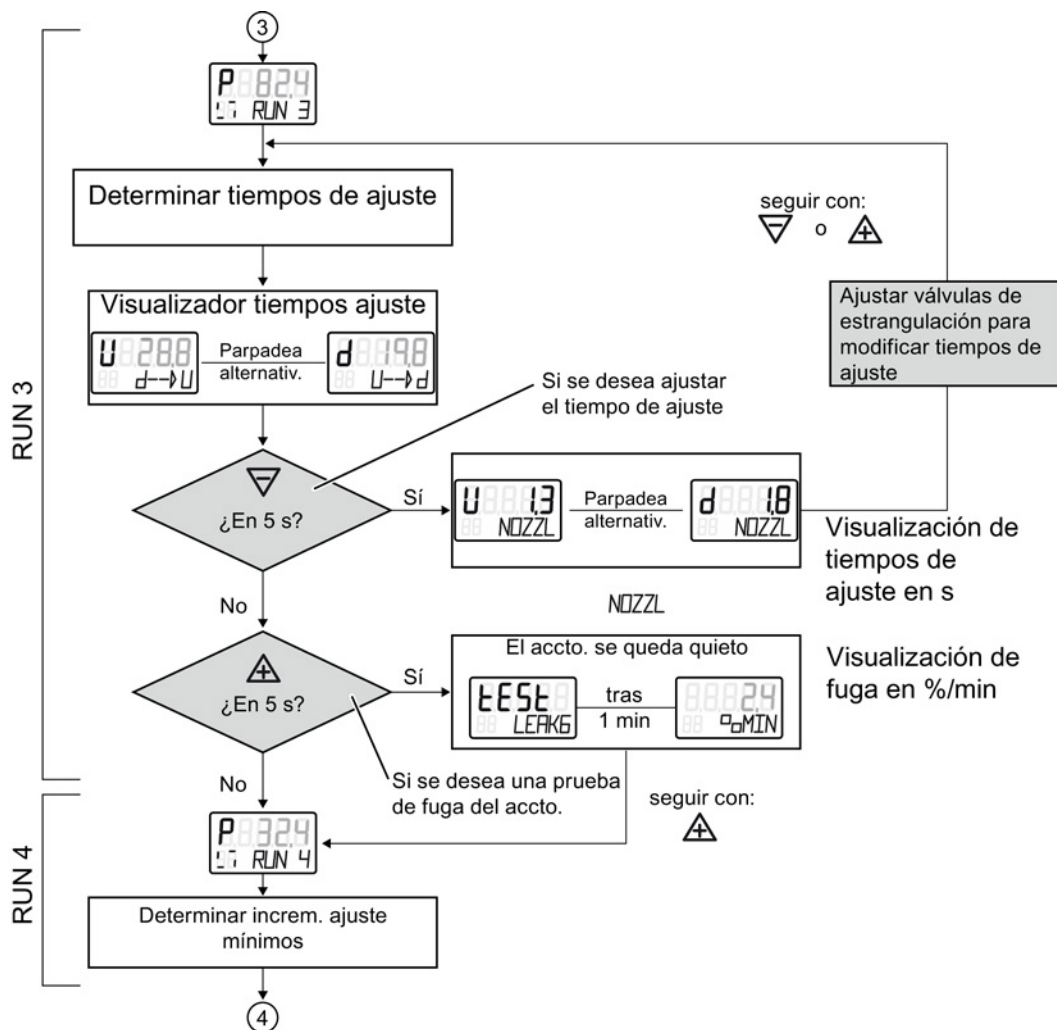 3
P 82.4
RUN 3
Determinar tiempos de ajuste
seguir con:
o
Visualizador tiempos ajuste
U 28.8
d--▷U
Parpadea
alternativ.
d 19.8
U--▷d
Ajustar válvulas de
estrangulación para
modificar tiempos de
ajuste
Si se desea ajustar
el tiempo de ajuste
RUN 3
¿En 5 s?
Sí
U 1.3
NOZZL
Parpadea
alternativ.
d 1.8
NOZZL
Visualización de
tiempos de
ajuste en s
No
NOZZL
¿En 5 s?
Sí
El accto. se queda quieto
tESt
LEAKG
tras
1 min
2.4
%MIN
Visualización de
fuga en %/min
No
Si se desea una prueba
de fuga del accto.
seguir con:
P 32.4
RUN 4
RUN 4
Determinar increm. ajuste
mínimos
4